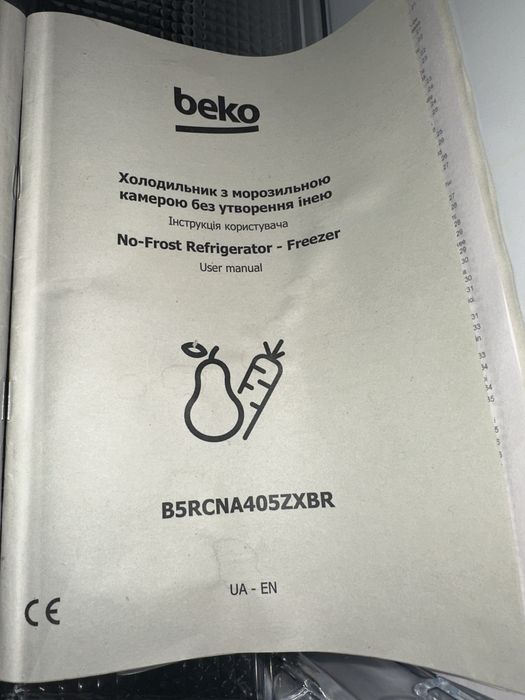 beko
Холодильник з морозильною
камерою без утворення інею
Інструкція користувача
No-Frost Refrigerator - Freezer
User manual
B5RCNA405ZXBR
UA - EN
CE